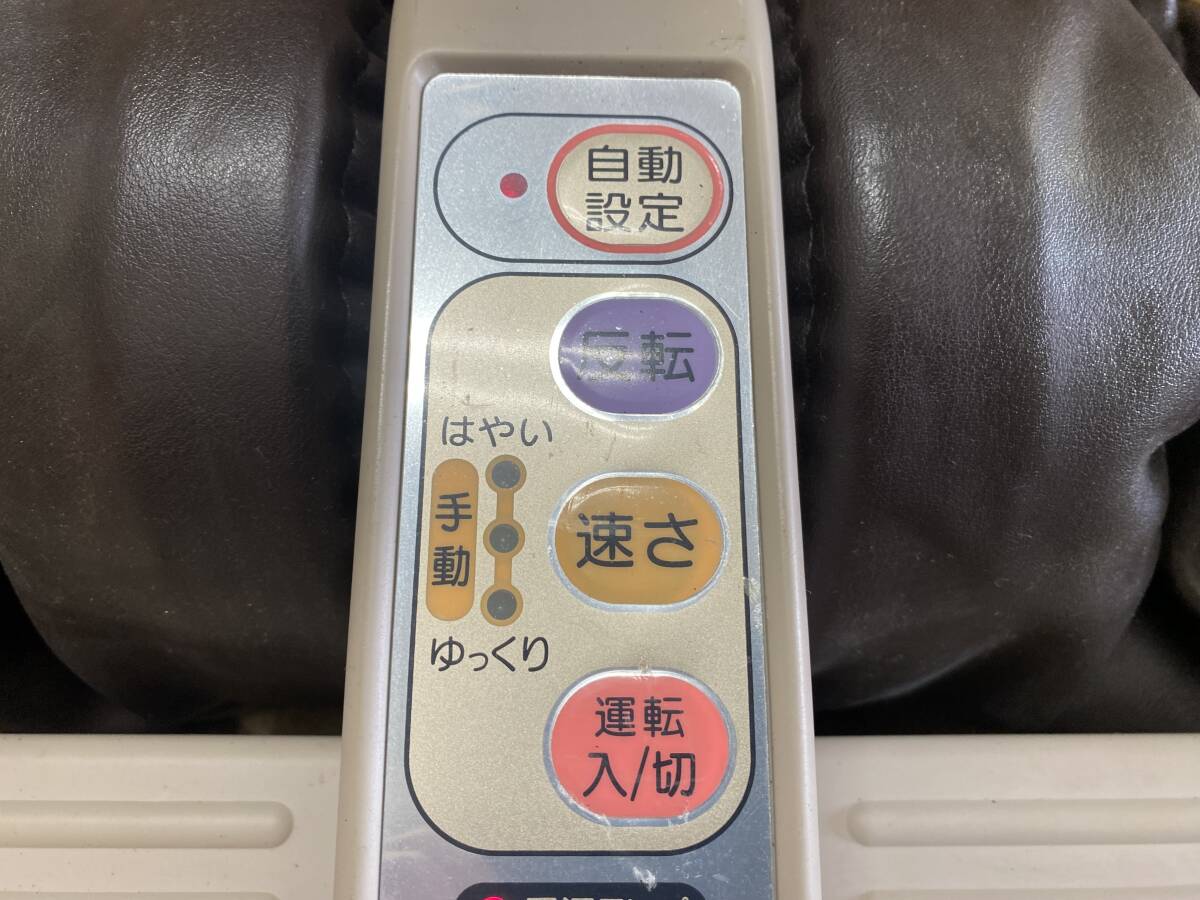 自動
設定
反転
はやい
手動
速さ
ゆっくり
運転
入/切